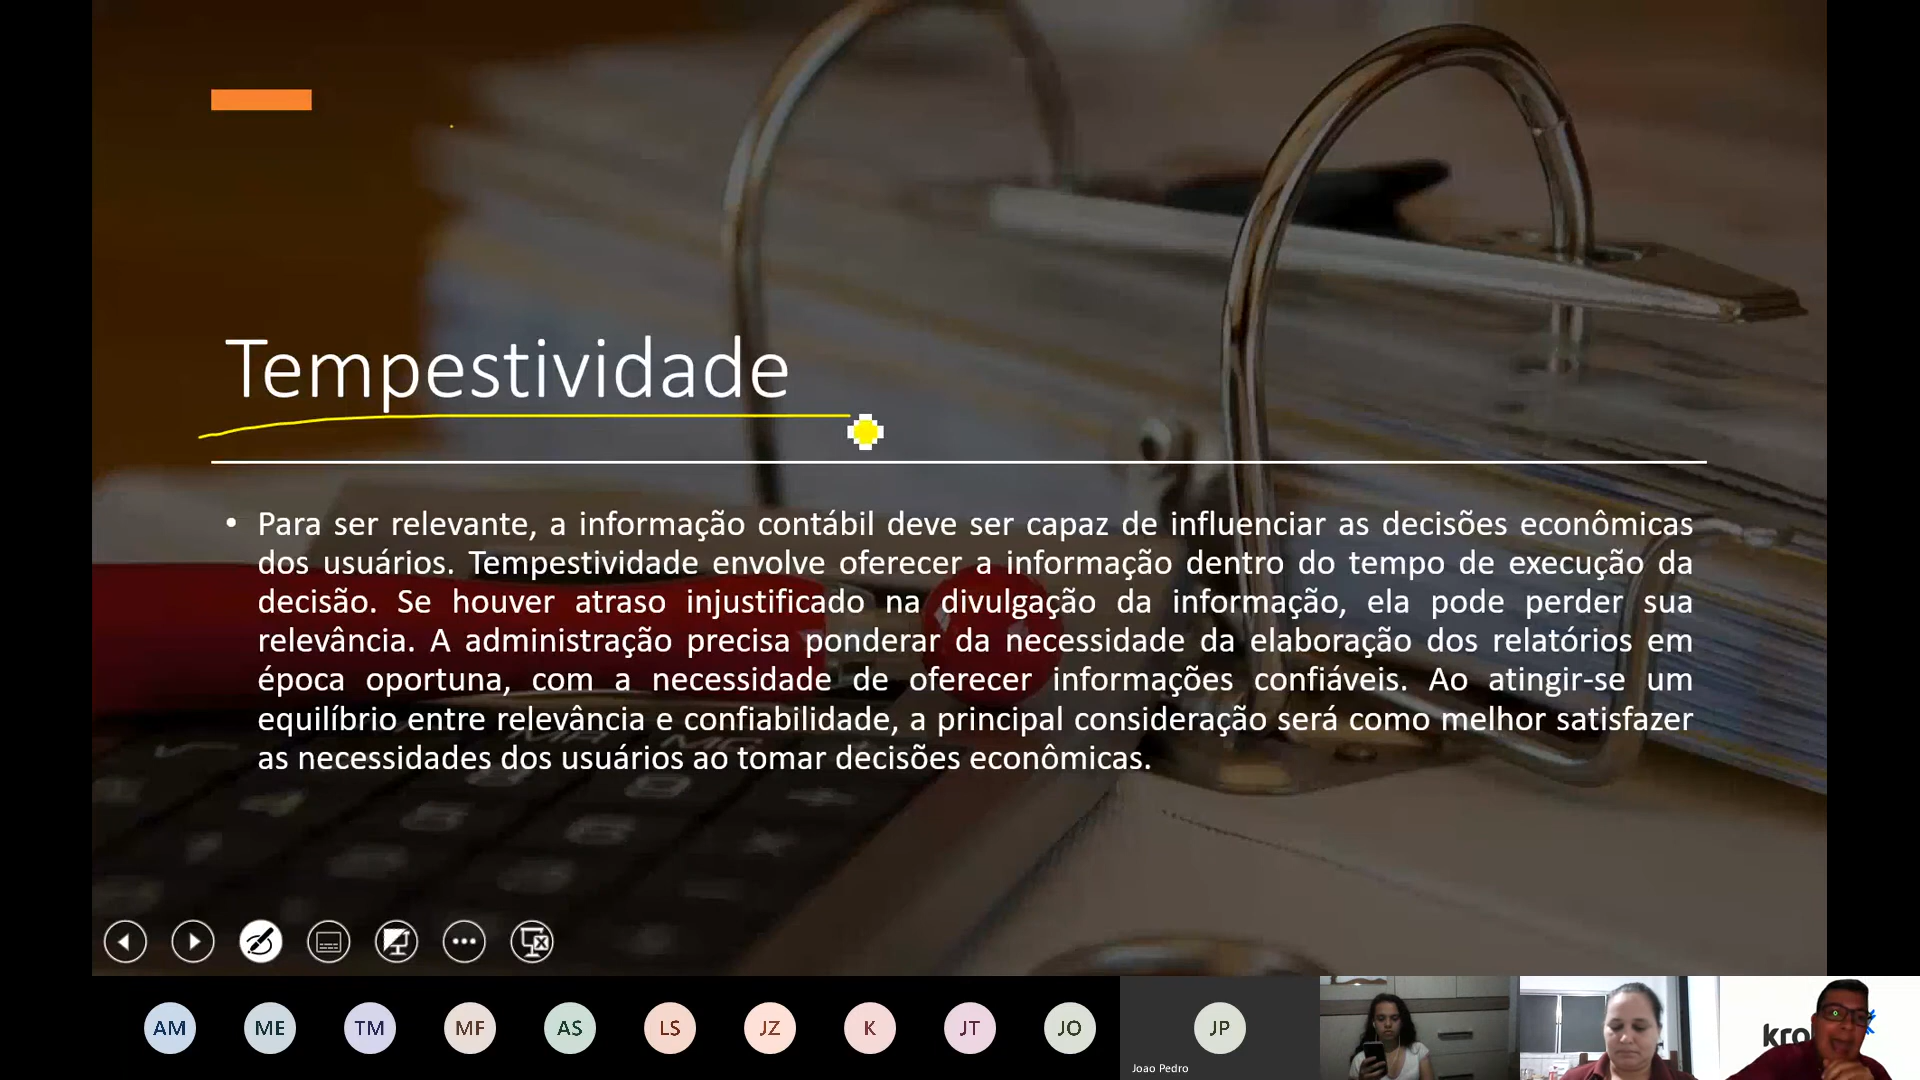 Tempestividade
• Para ser relevante, a informação contábil deve ser capaz de influenciar as decisões econômicas
dos usuários. Tempestividade envolve oferecer a informação dentro do tempo de execução da
decisão. Se houver atraso injustificado na divulgação da informação, ela pode perder sua
relevância. A administração precisa ponderar da necessidade da elaboração dos relatórios em
época oportuna, com a necessidade de oferecer informações confiáveis. Ao atingir-se um
equilíbrio entre relevância e confiabilidade, a principal consideração será como melhor satisfazer
as necessidades dos usuários ao tomar decisões econômicas.
AM ME TM MF AS LS JZ K JT JO JP
Joao Pedro